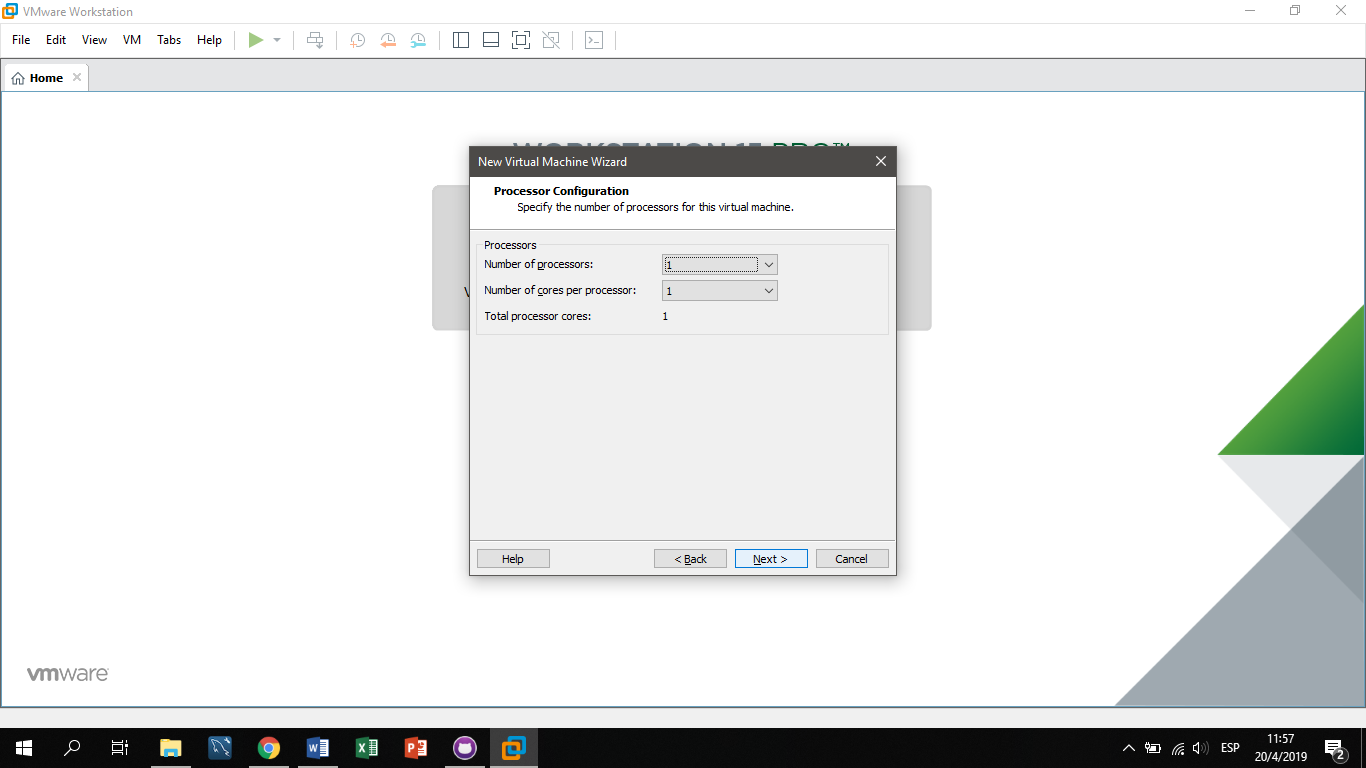 VMware Workstation
File Edit View VM Tabs Help
Home
New Virtual Machine Wizard
Processor Configuration
Specify the number of processors for this virtual machine.
Processors
Number of processors: 1
Number of cores per processor: 1
Total processor cores: 1
Help < Back Next > Cancel
vmware
ESP
11:57
20/4/2019
2